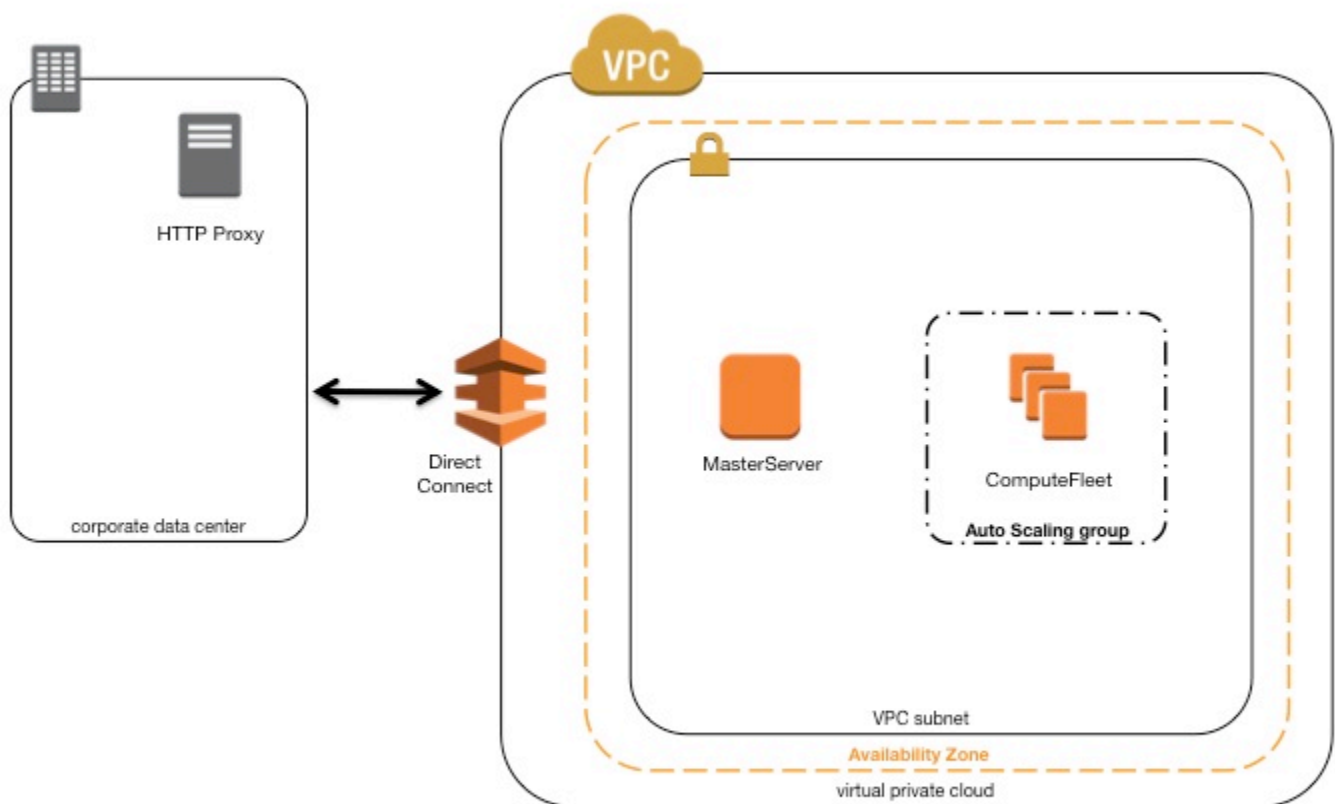 VPC
HTTP Proxy
Direct
Connect
corporate data center
MasterServer
ComputeFleet
Auto Scaling group
VPC subnet
Availability Zone
virtual private cloud